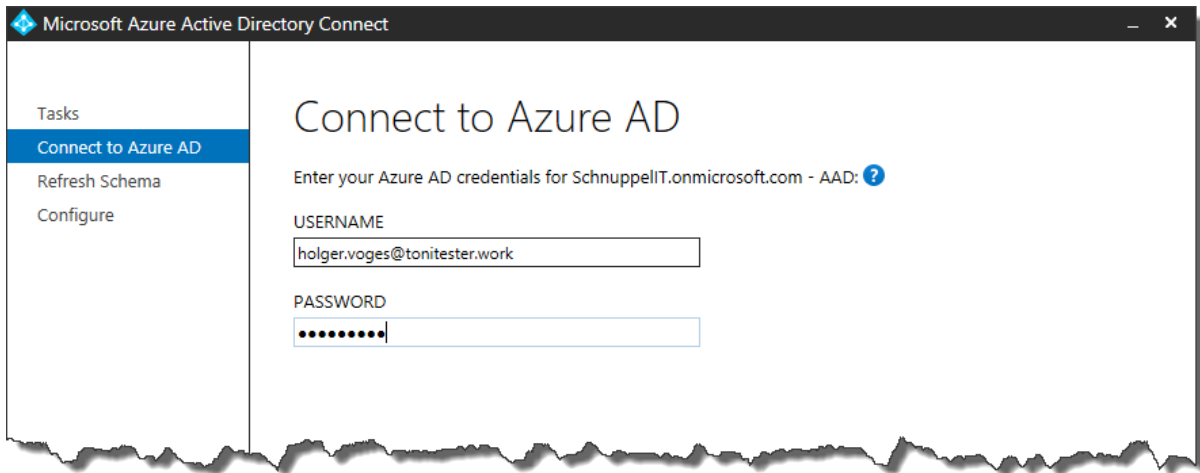 Microsoft Azure Active Directory Connect
Tasks
Connect to Azure AD
Refresh Schema
Configure
Connect to Azure AD
Enter your Azure AD credentials for SchnuppelIT.onmicrosoft.com - AAD: ?
USERNAME
holger.voges@tonitester.work
PASSWORD
●●●●●●●●●